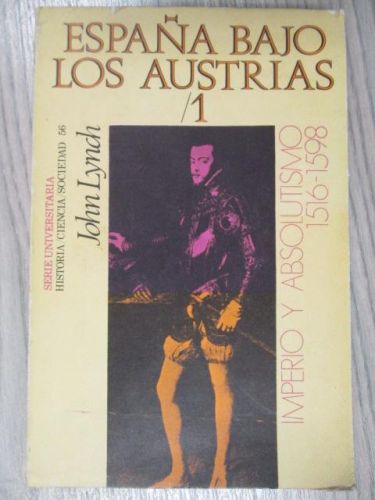 ESPAÑA BAJO
LOS AUSTRIAS
/1
SERIE UNIVERSITARIA
HISTORIA/CIENCIA/SOCIEDAD 56
John Lynch
IMPERIO Y ABSOLUTISMO
1516-1598